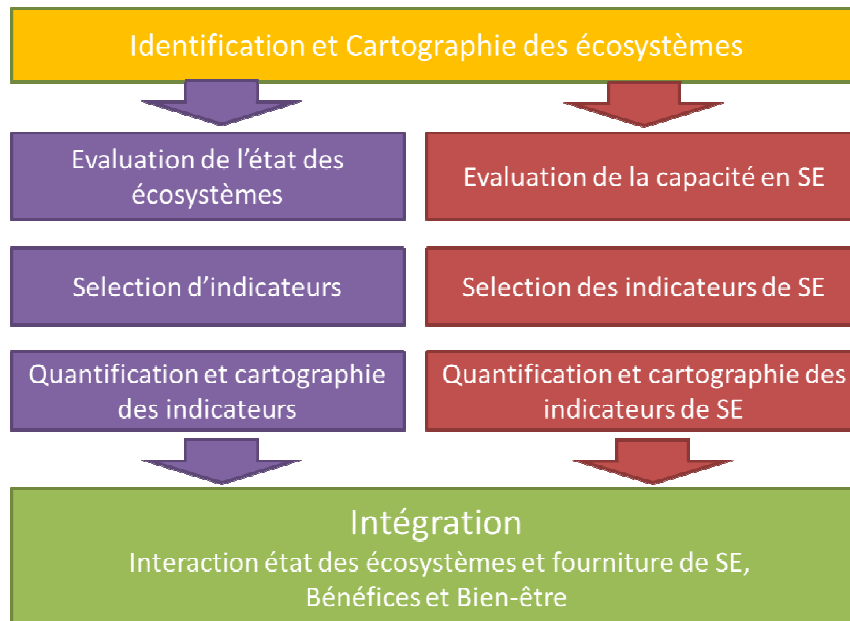 Identification et Cartographie des écosystèmes
Evaluation de l'état des
écosystèmes
Evaluation de la capacité en SE
Selection d'indicateurs
Selection des indicateurs de SE
Quantification et cartographie
des indicateurs
Quantification et cartographie des
indicateurs de SE
Intégration
Interaction état des écosystèmes et fourniture de SE,
Bénéfices et Bien-être